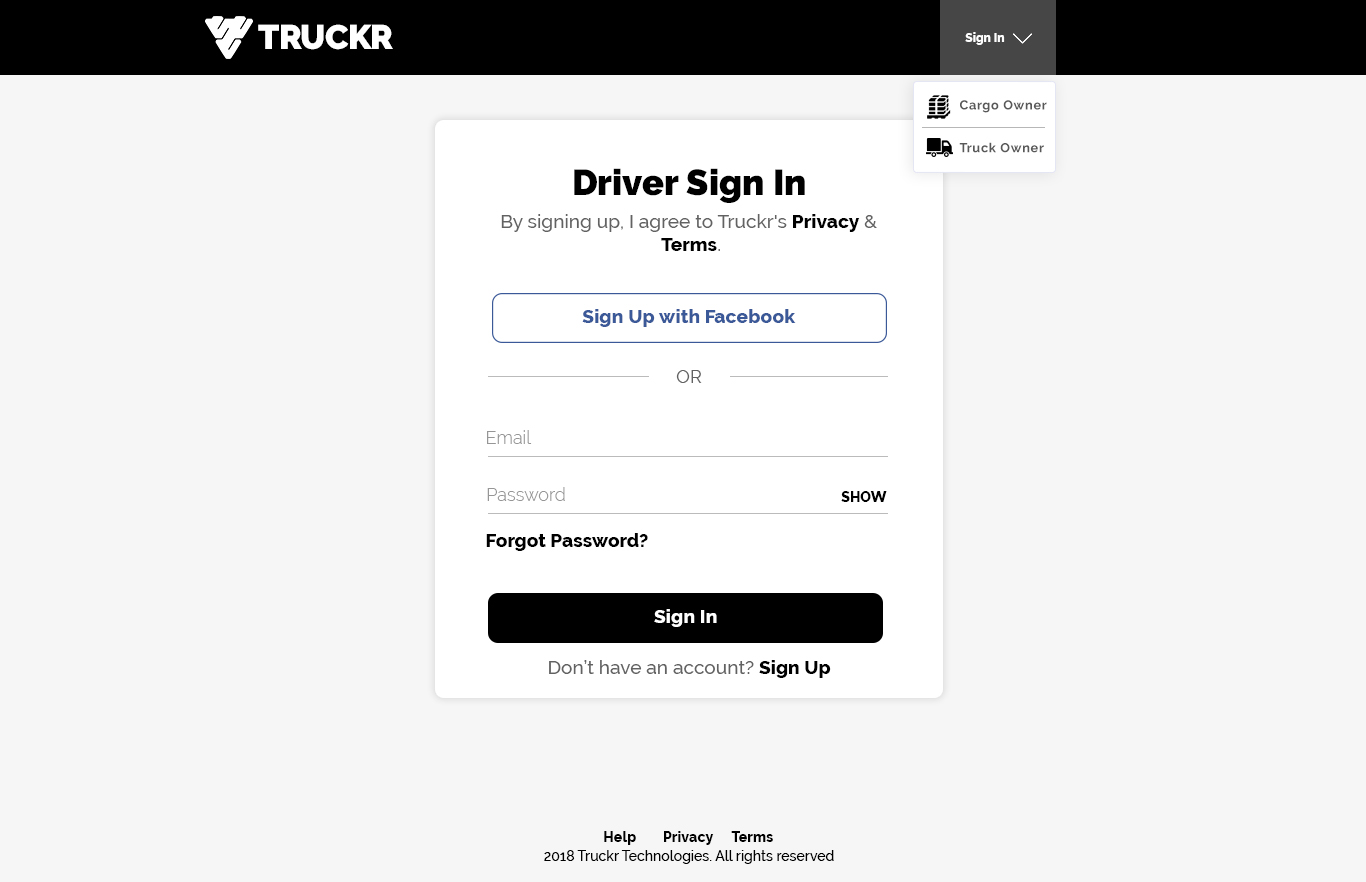 TRUCKR
Sign In
Cargo Owner
Truck Owner
Driver Sign In
By signing up, I agree to Truckr's Privacy &
Terms.
Sign Up with Facebook
OR
Email
Password SHOW
Forgot Password?
Sign In
Don't have an account? Sign Up
Help Privacy Terms
2018 Truckr Technologies. All rights reserved